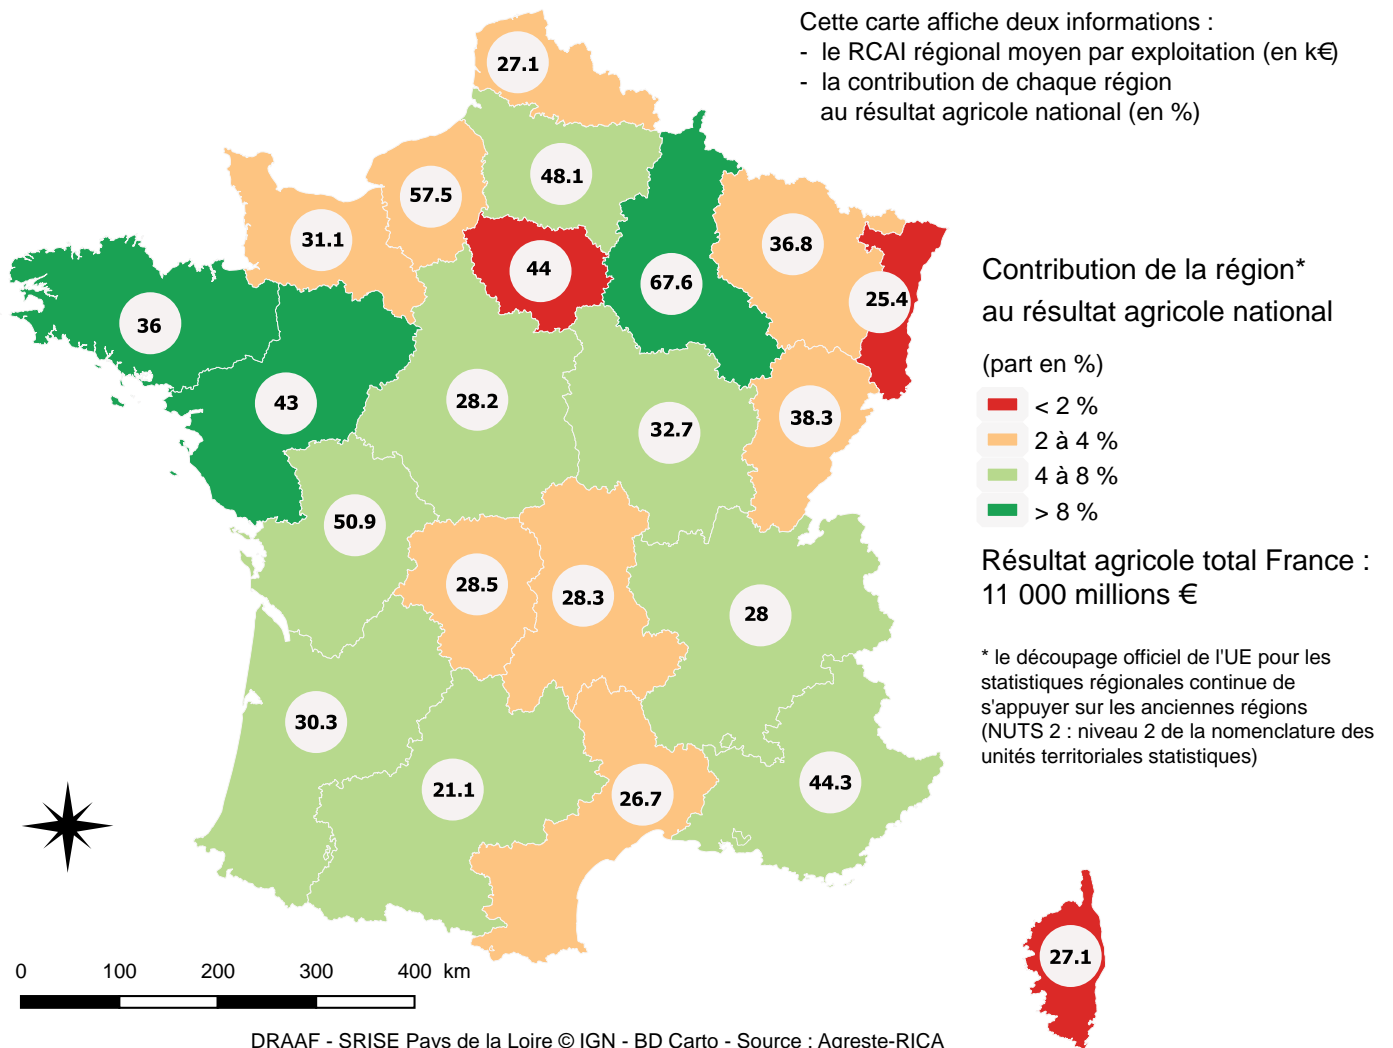 Cette carte affiche deux informations :
- le RCAI régional moyen par exploitation (en k€)
- la contribution de chaque région
au résultat agricole national (en %)
27.1
48.1
57.5
31.1
36.8
44
67.6
25.4
36
43
28.2
38.3
32.7
50.9
28.5
28.3
28
30.3
21.1
26.7
44.3
27.1
Contribution de la région*
au résultat agricole national
(part en %)
< 2 %
2 à 4 %
4 à 8 %
> 8 %
Résultat agricole total France :
11 000 millions €
* le découpage officiel de l'UE pour les
statistiques régionales continue de
s'appuyer sur les anciennes régions
(NUTS 2 : niveau 2 de la nomenclature des
unités territoriales statistiques)
0 100 200 300 400 km
DRAAF - SRISE Pays de la Loire © IGN - BD Carto - Source : Agreste-RICA